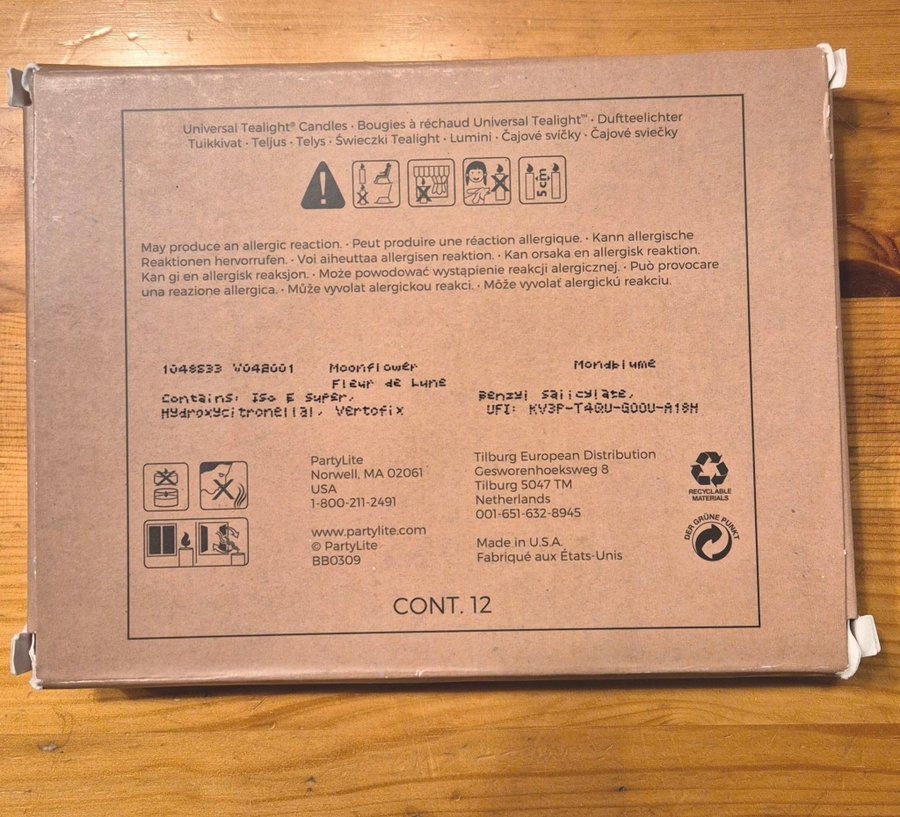 Universal Tealight® Candles · Bougies à réchaud Universal Tealight™ · Duftteelichter
Tuikkivat · Teljus · Telys · Świeczki Tealight · Lumini · Čajové svíčky · Čajové sviečky
5 cm
May produce an allergic reaction. · Peut produire une réaction allergique. · Kann allergische
Reaktionen hervorrufen. · Voi aiheuttaa allergisen reaktion. · Kan orsaka en allergisk reaktion.
Kan gi en allergisk reaksjon. · Może powodować wystąpienie reakcji alergicznej. · Può provocare
una reazione allergica. · Může vyvolat alergickou reakci. · Môže vyvolať alergickú reakciu.
1048533 V042001 Moonflower Mondblume
Fleur de Lune
Contains: Iso E Super, Benzyl Salicylate,
Hydroxycitronellal, Vertofix UFI: KV3P-T4QU-G00U-A18H
PartyLite
Norwell, MA 02061
USA
1-800-211-2491
www.partylite.com
© PartyLite
BB0309
Tilburg European Distribution
Gesworenhoeksweg 8
Tilburg 5047 TM
Netherlands
001-651-632-8945
Made in U.S.A.
Fabriqué aux États-Unis
RECYCLABLE
MATERIALS
DER GRÜNE PUNKT
CONT. 12